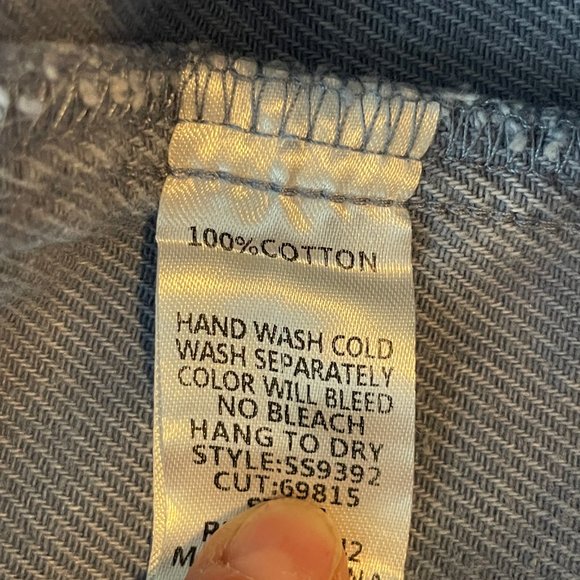 100%COTTON
HAND WASH COLD
WASH SEPARATELY
COLOR WILL BLEED
NO BLEACH
HANG TO DRY
STYLE:SS9392
CUT:69815